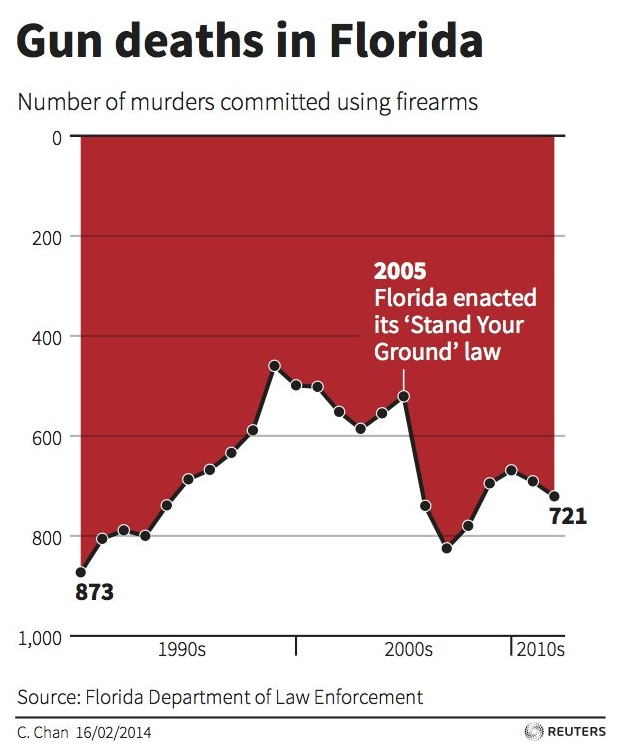 Gun deaths in Florida
Number of murders committed using firearms
0
200
2005
Florida enacted
its ‘Stand Your
Ground’ law
400
600
800
721
873
1,000
1990s
2000s
2010s
Source: Florida Department of Law Enforcement
C. Chan 16/02/2014
REUTERS